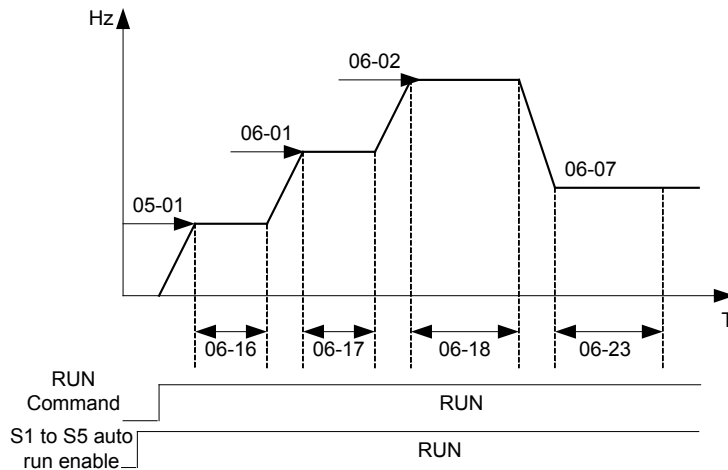 Hz
06-02
06-01
06-07
05-01
T
06-16
06-17
06-18
06-23
RUN
Command
RUN
S1 to S5 auto
run enable
RUN